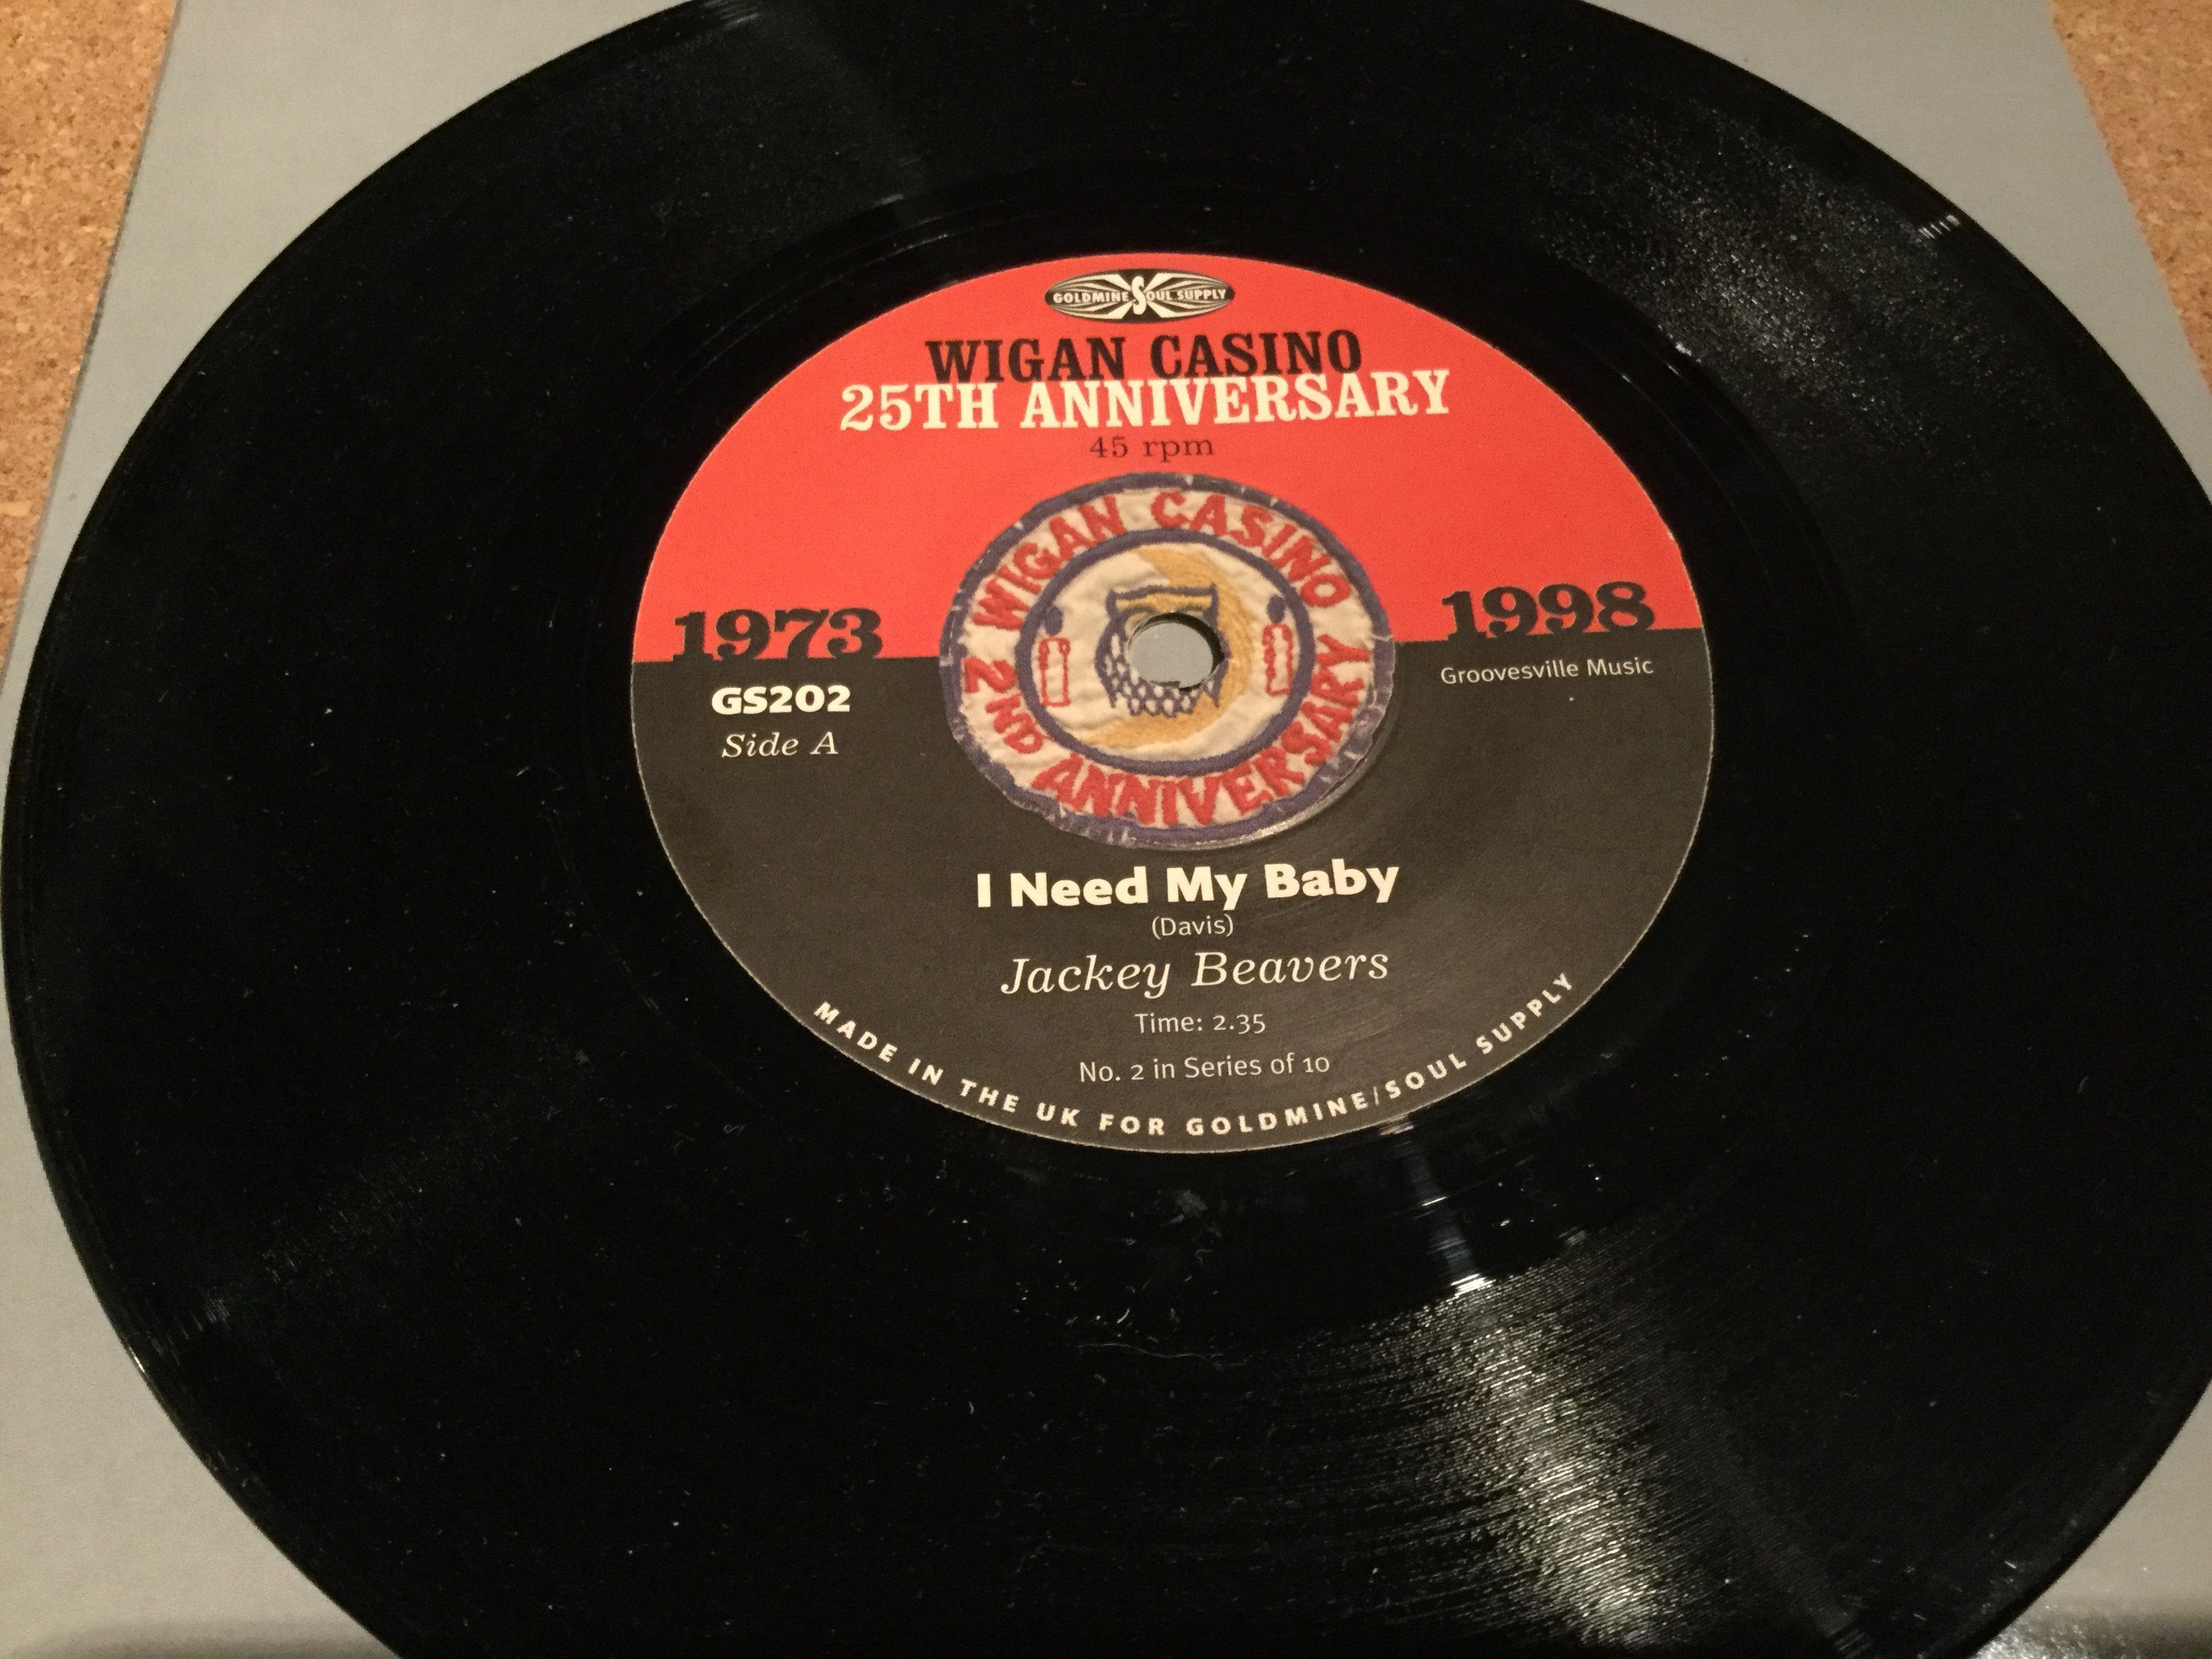 GOLDMINE SOUL SUPPLY
WIGAN CASINO
25TH ANNIVERSARY
45 rpm
WIGAN CASINO
2ND ANNIVERSARY
1973
1998
GS202
Side A
Groovesville Music
I Need My Baby
(Davis)
Jackey Beavers
Time: 2.35
No. 2 in Series of 10
MADE IN THE UK FOR GOLDMINE/SOUL SUPPLY